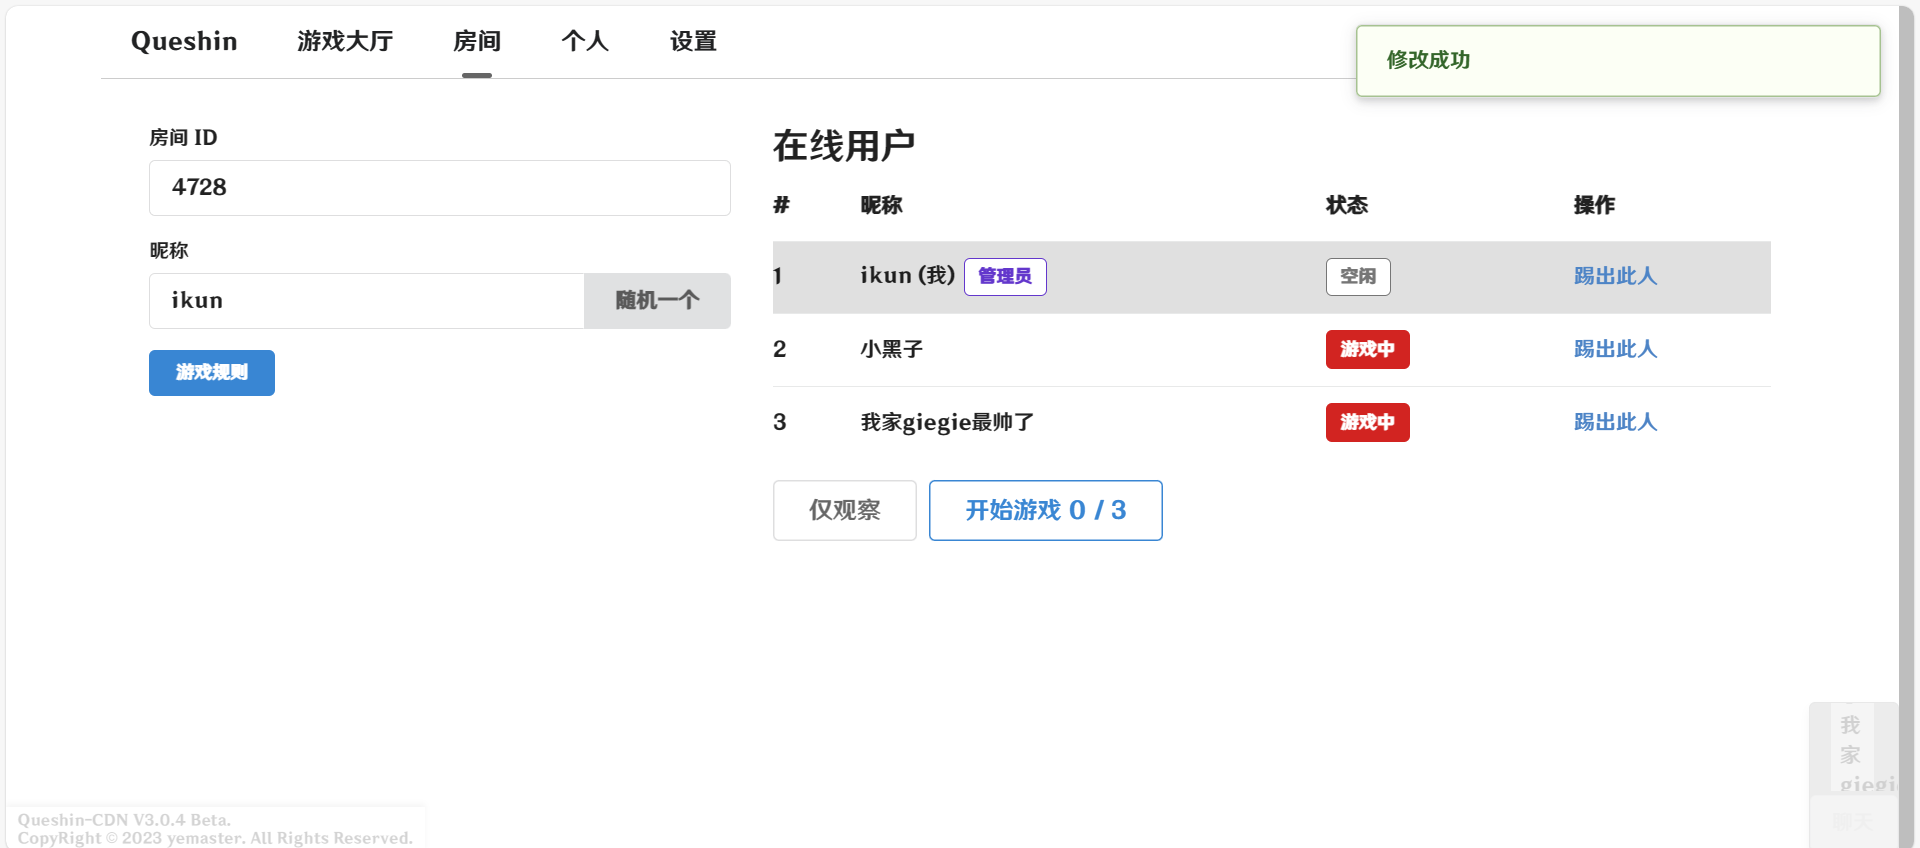 Queshin 游戏大厅 房间 个人 设置
修改成功
房间 ID
4728
昵称
ikun 随机一个
游戏规则
在线用户
# 昵称 状态 操作
1 ikun (我) 管理员 空闲 踢出此人
2 小黑子 游戏中 踢出此人
3 我家giegie最帅了 游戏中 踢出此人
仅观察 开始游戏 0 / 3
我
家
giegie
聊天
Queshin-CDN V3.0.4 Beta.
CopyRight © 2023 yemaster. All Rights Reserved.